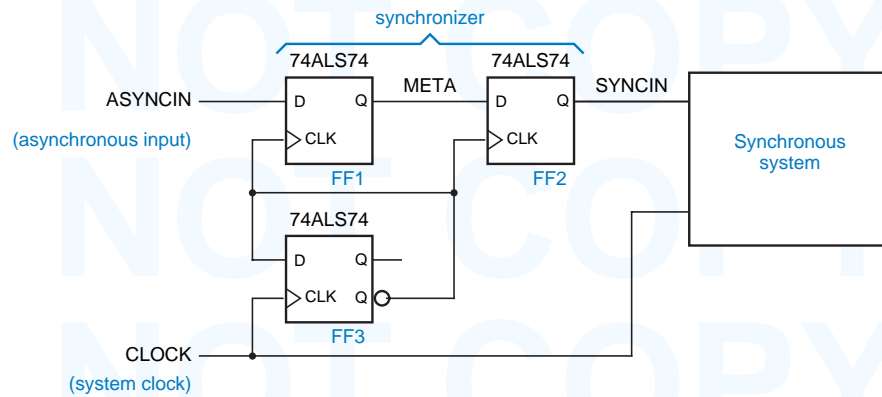 synchronizer
74ALS74
74ALS74
ASYNCIN
D
Q
META
D
Q
SYNCIN
(asynchronous input)
CLK
CLK
Synchronous
system
FF1
FF2
74ALS74
D
Q
CLK
Q
FF3
CLOCK
(system clock)
NOT COPY
NOT COPY
NOT COPY